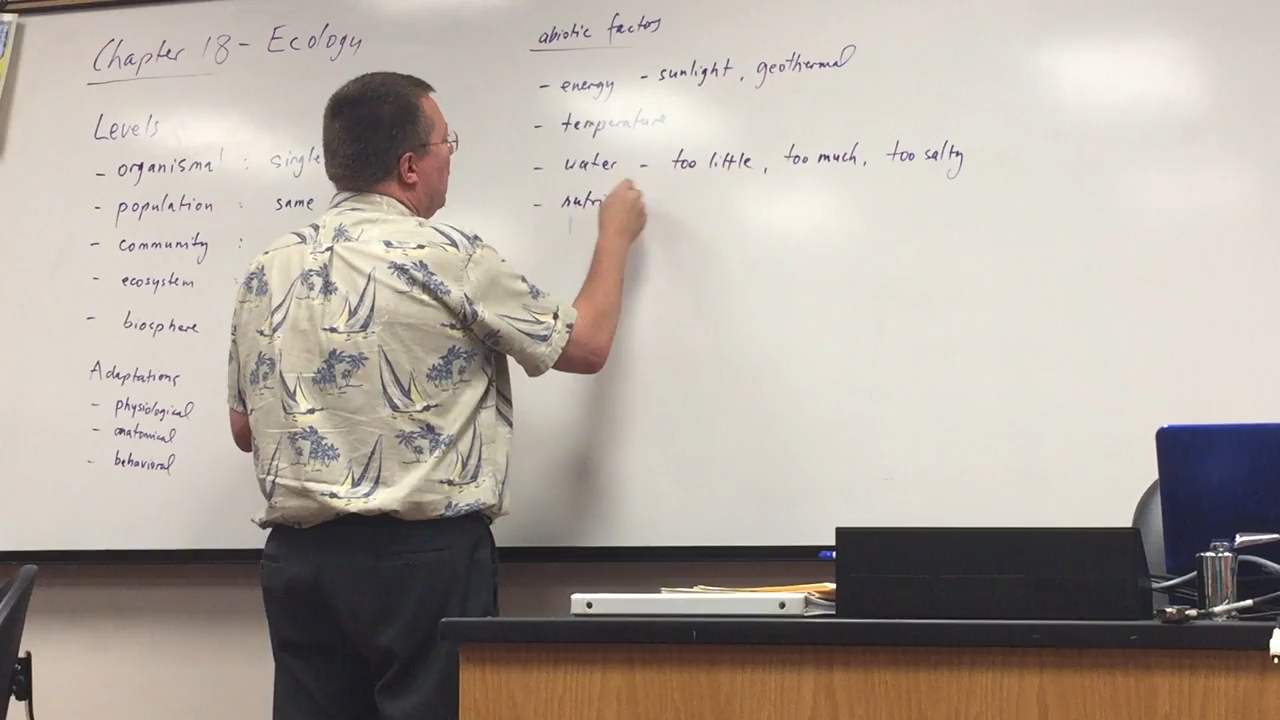 Chapter 18 - Ecology
Levels
- organismal : single
- population : same
- community :
- ecosystem :
- biosphere
Adaptations
- physiological
- anatomical
- behavioral
abiotic factors
- energy - sunlight, geothermal
- temperature
- water - too little, too much, too salty
- nutri